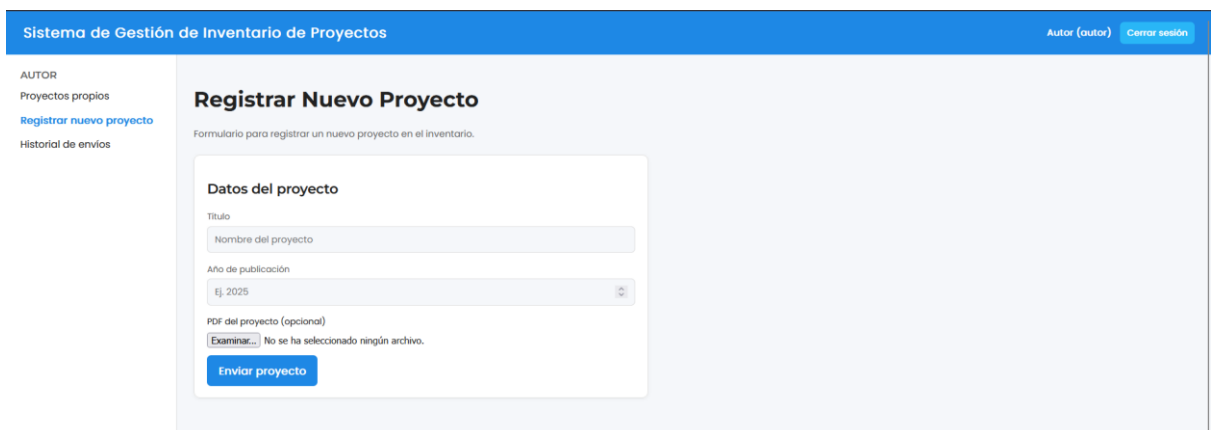 Sistema de Gestión de Inventario de Proyectos
Autor (autor) Cerrar sesión
AUTOR
Proyectos propios
Registrar nuevo proyecto
Historial de envíos
Registrar Nuevo Proyecto
Formulario para registrar un nuevo proyecto en el inventario.
Datos del proyecto
Título
Nombre del proyecto
Año de publicación
Ej. 2025
PDF del proyecto (opcional)
Examinar... No se ha seleccionado ningún archivo.
Enviar proyecto